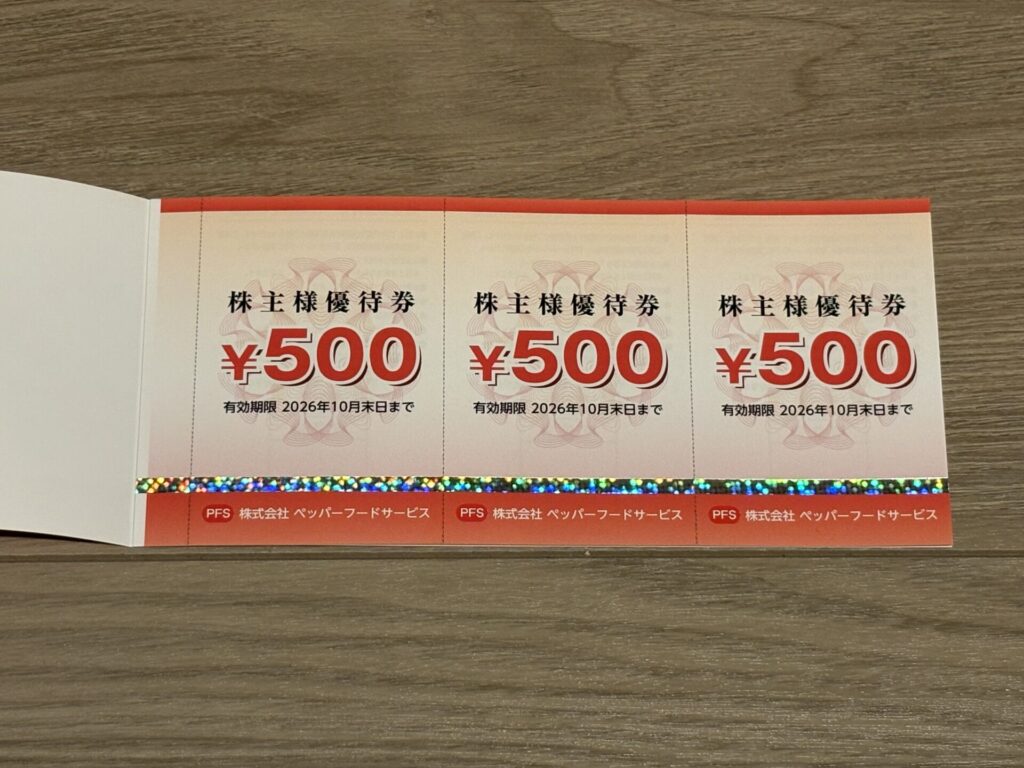 株主様優待券
¥500
有効期限 2026年10月末日まで
PFS 株式会社 ペッパーフードサービス
株主様優待券
¥500
有効期限 2026年10月末日まで
PFS 株式会社 ペッパーフードサービス
株主様優待券
¥500
有効期限 2026年10月末日まで
PFS 株式会社 ペッパーフードサービス